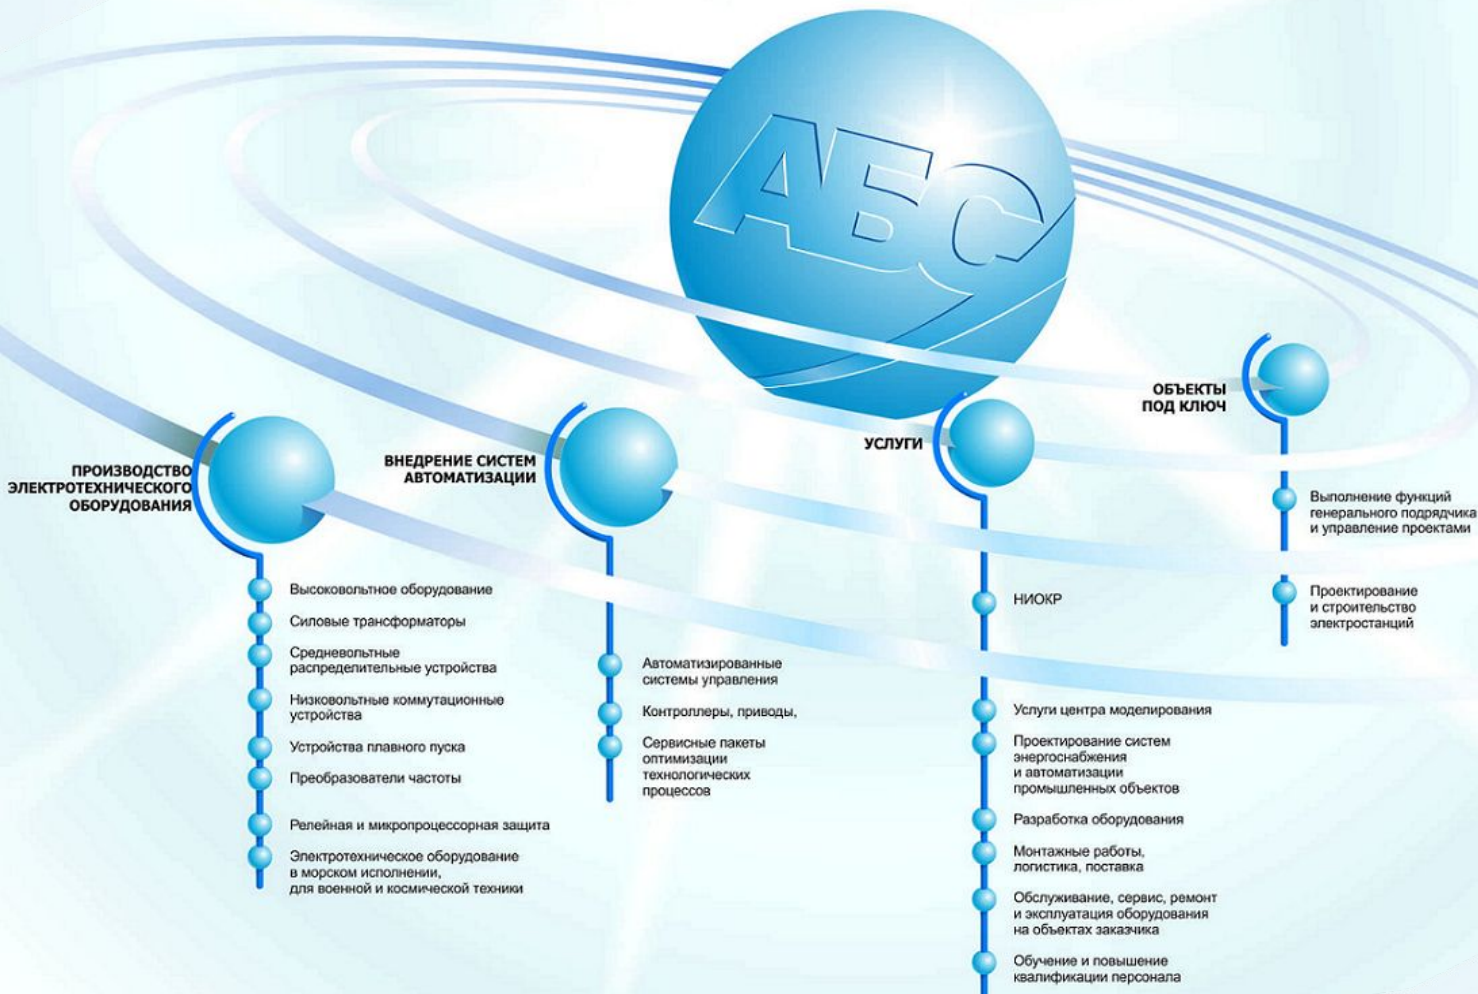 АБС
ПРОИЗВОДСТВО
ЭЛЕКТРОТЕХНИЧЕСКОГО
ОБОРУДОВАНИЯ
Высоковольтное оборудование
Силовые трансформаторы
Средневольтные
распределительные устройства
Низковольтные коммутационные
устройства
Устройства плавного пуска
Преобразователи частоты
Релейная и микропроцессорная защита
Электротехническое оборудование
в морском исполнении,
для военной и космической техники
ВНЕДРЕНИЕ СИСТЕМ
АВТОМАТИЗАЦИИ
Автоматизированные
системы управления
Контроллеры, приводы,
Сервисные пакеты
оптимизации
технологических
процессов
УСЛУГИ
НИОКР
Услуги центра моделирования
Проектирование систем
энергоснабжения
и автоматизации
промышленных объектов
Разработка оборудования
Монтажные работы,
логистика, поставка
Обслуживание, сервис, ремонт
и эксплуатация оборудования
на объектах заказчика
Обучение и повышение
квалификации персонала
ОБЪЕКТЫ
ПОД КЛЮЧ
Выполнение функций
генерального подрядчика
и управление проектами
Проектирование
и строительство
электростанций